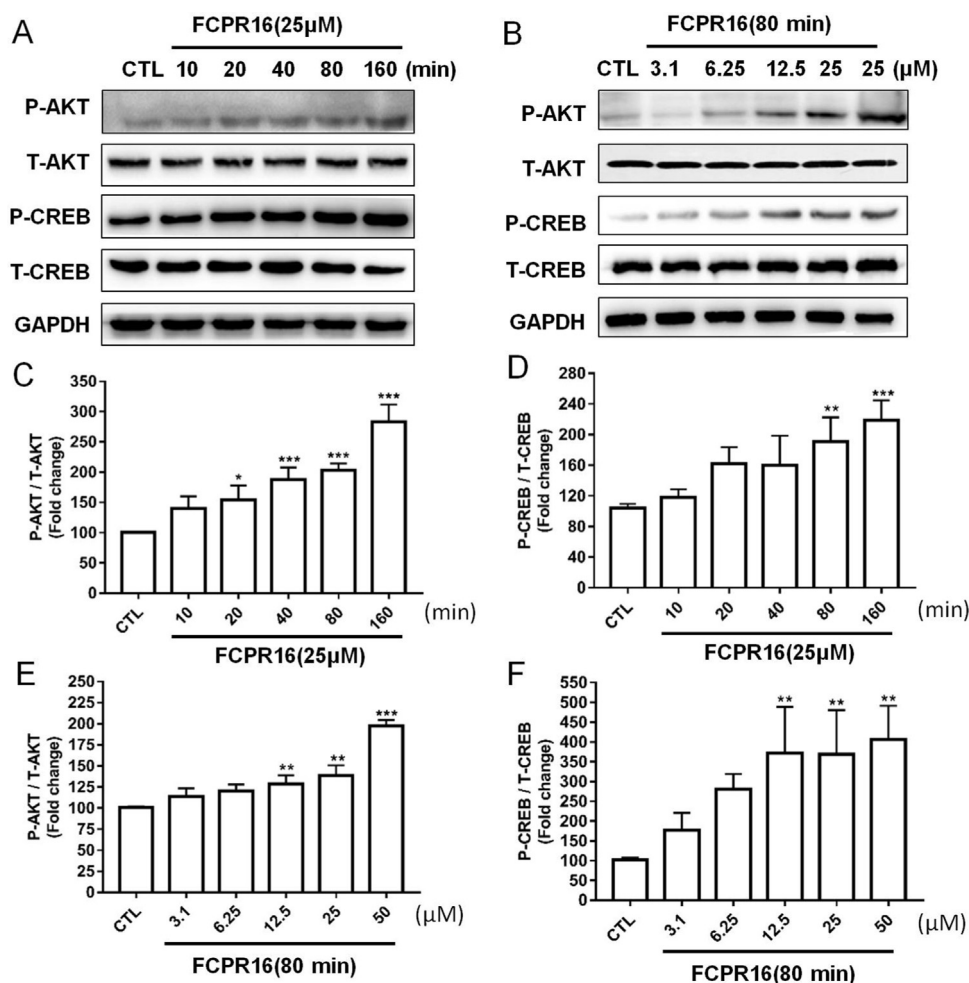 A
FCPR16(25µM)
CTL 10 20 40 80 160 (min)
P-AKT
T-AKT
P-CREB
T-CREB
GAPDH
B
FCPR16(80 min)
CTL 3.1 6.25 12.5 25 25 (µM)
P-AKT
T-AKT
P-CREB
T-CREB
GAPDH
C
P-AKT / T-AKT
(Fold change)
350
300
250
200
150
100
50
0
* *** *** ***
CTL 10 20 40 80 160 (min)
FCPR16(25µM)
D
P-CREB / T-CREB
(Fold change)
280
240
200
160
120
80
40
0
** ***
CTL 10 20 40 80 160 (min)
FCPR16(25µM)
E
P-AKT / T-AKT
(Fold change)
250
225
200
175
150
125
100
75
50
25
0
** ** ***
CTL 3.1 6.25 12.5 25 50 (µM)
FCPR16(80 min)
F
P-CREB / T-CREB
(Fold change)
550
500
450
400
350
300
250
200
150
100
50
0
** ** **
CTL 3.1 6.25 12.5 25 50 (µM)
FCPR16(80 min)